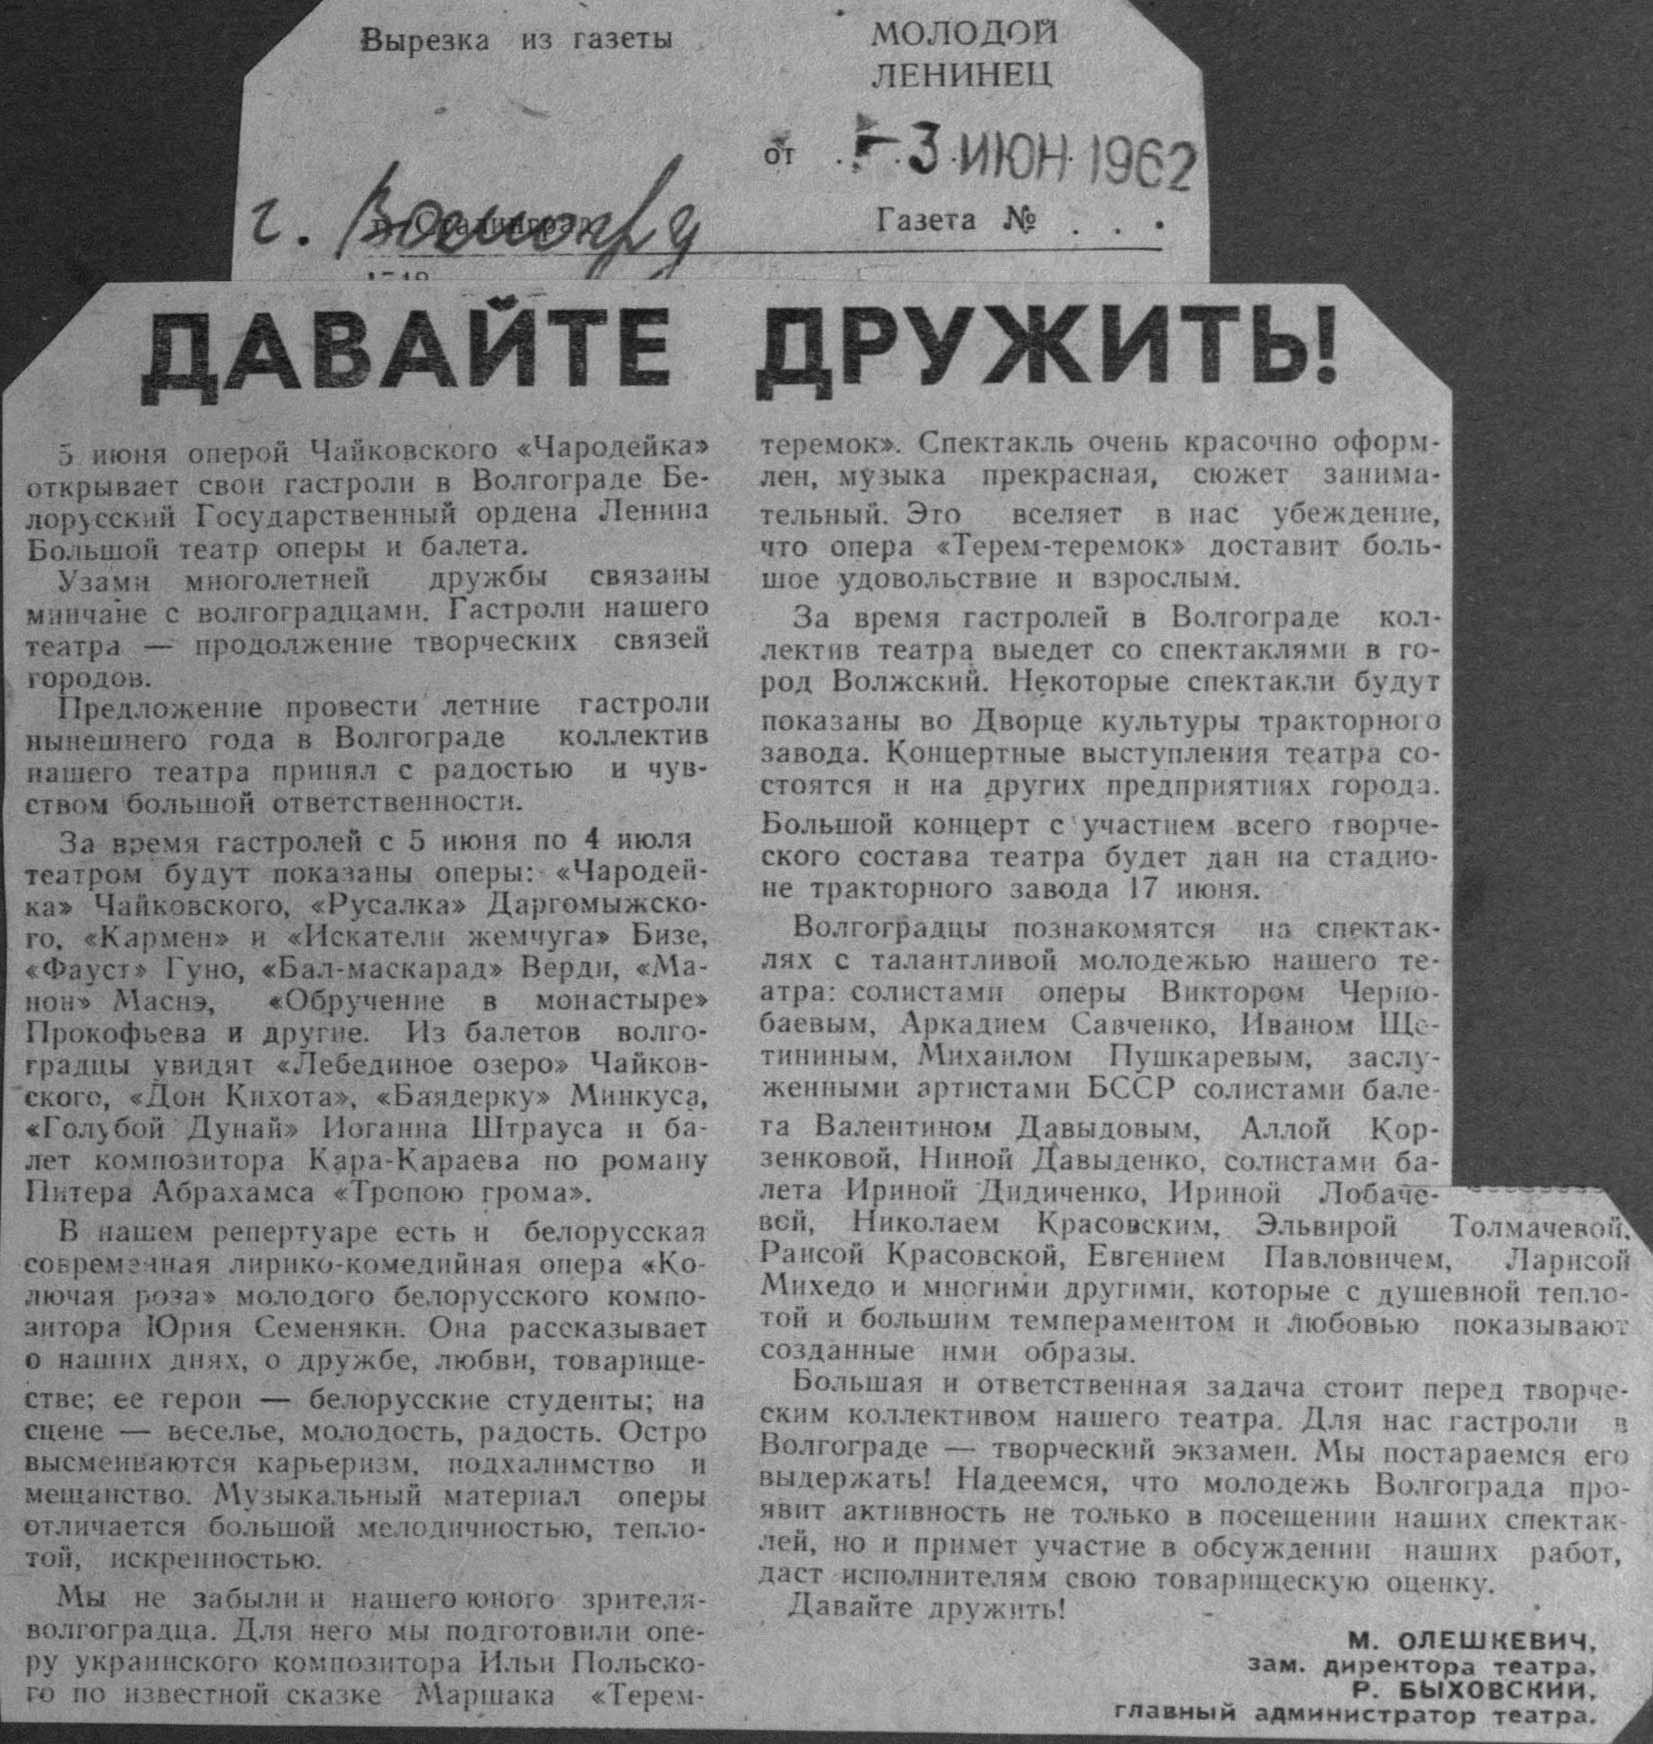 Вырезка из газеты
МОЛОДОЙ
ЛЕНИНЕЦ
от 3 ИЮН 1962
г.
г. Сталинград
Газета № . . .
ДАВАЙТЕ ДРУЖИТЬ!
5 июня оперой Чайковского «Чародейка»
открывает свои гастроли в Волгограде Бе-
лорусский Государственный ордена Ленина
Большой театр оперы и балета.
Узами многолетней дружбы связаны
минчане с волгоградцами. Гастроли нашего
театра — продолжение творческих связей
городов.
Предложение провести летние гастроли
нынешнего года в Волгограде коллектив
нашего театра принял с радостью и чув-
ством большой ответственности.
За время гастролей с 5 июня по 4 июля
театром будут показаны оперы: «Чародей-
ка» Чайковского, «Русалка» Даргомыжско-
го, «Кармен» и «Искатели жемчуга» Бизе,
«Фауст» Гуно, «Бал-маскарад» Верди, «Ма-
нон» Маснэ, «Обручение в монастыре»
Прокофьева и другие. Из балетов волго-
градцы увидят «Лебединое озеро» Чайков-
ского, «Дон Кихота», «Баядерку» Минкуса,
«Голубой Дунай» Иоганна Штрауса и ба-
лет композитора Кара-Караева по роману
Питера Абрахамса «Тропою грома».
В нашем репертуаре есть и белорусская
современная лирико-комедийная опера «Ко-
лючая роза» молодого белорусского компо-
зитора Юрия Семеняки. Она рассказывает
о наших днях, о дружбе, любви, товарище-
стве; ее герои — белорусские студенты; на
сцене — веселье, молодость, радость. Остро
высмеиваются карьеризм, подхалимство и
мещанство. Музыкальный материал оперы
отличается большой мелодичностью, тепло-
той, искренностью.
Мы не забыли и нашего юного зрителя-
волгоградца. Для него мы подготовили опе-
ру украинского композитора Ильи Польско-
го по известной сказке Маршака «Терем-
теремок». Спектакль очень красочно оформ-
лен, музыка прекрасная, сюжет занима-
тельный. Это вселяет в нас убеждение,
что опера «Терем-теремок» доставит боль-
шое удовольствие и взрослым.
За время гастролей в Волгограде кол-
лектив театра выедет со спектаклями в го-
род Волжский. Некоторые спектакли будут
показаны во Дворце культуры тракторного
завода. Концертные выступления театра со-
стоятся и на других предприятиях города.
Большой концерт с участием всего творче-
ского состава театра будет дан на стадио-
не тракторного завода 17 июня.
Волгоградцы познакомятся на спектак-
лях с талантливой молодежью нашего те-
атра: солистами оперы Виктором Черно-
баевым, Аркадием Савченко, Иваном Ще-
тининым, Михаилом Пушкаревым, заслу-
женными артистами БССР солистами бале-
та Валентином Давыдовым, Аллой Кор-
зенковой, Ниной Давыденко, солистами ба-
лета Ириной Дидиченко, Ириной Лобаче-
вой, Николаем Красовским, Эльвирой Толмачевой,
Раисой Красовской, Евгением Павловичем, Ларисой
Михедо и многими другими, которые с душевной тепло-
той и большим темпераментом и любовью показывают
созданные ими образы.
Большая и ответственная задача стоит перед творче-
ским коллективом нашего театра. Для нас гастроли в
Волгограде — творческий экзамен. Мы постараемся его
выдержать! Надеемся, что молодежь Волгограда про-
явит активность не только в посещении наших спектак-
лей, но и примет участие в обсуждении наших работ,
даст исполнителям свою товарищескую оценку.
Давайте дружить!
М. ОЛЕШКЕВИЧ,
зам. директора театра,
Р. БЫХОВСКИЙ,
главный администратор театра.